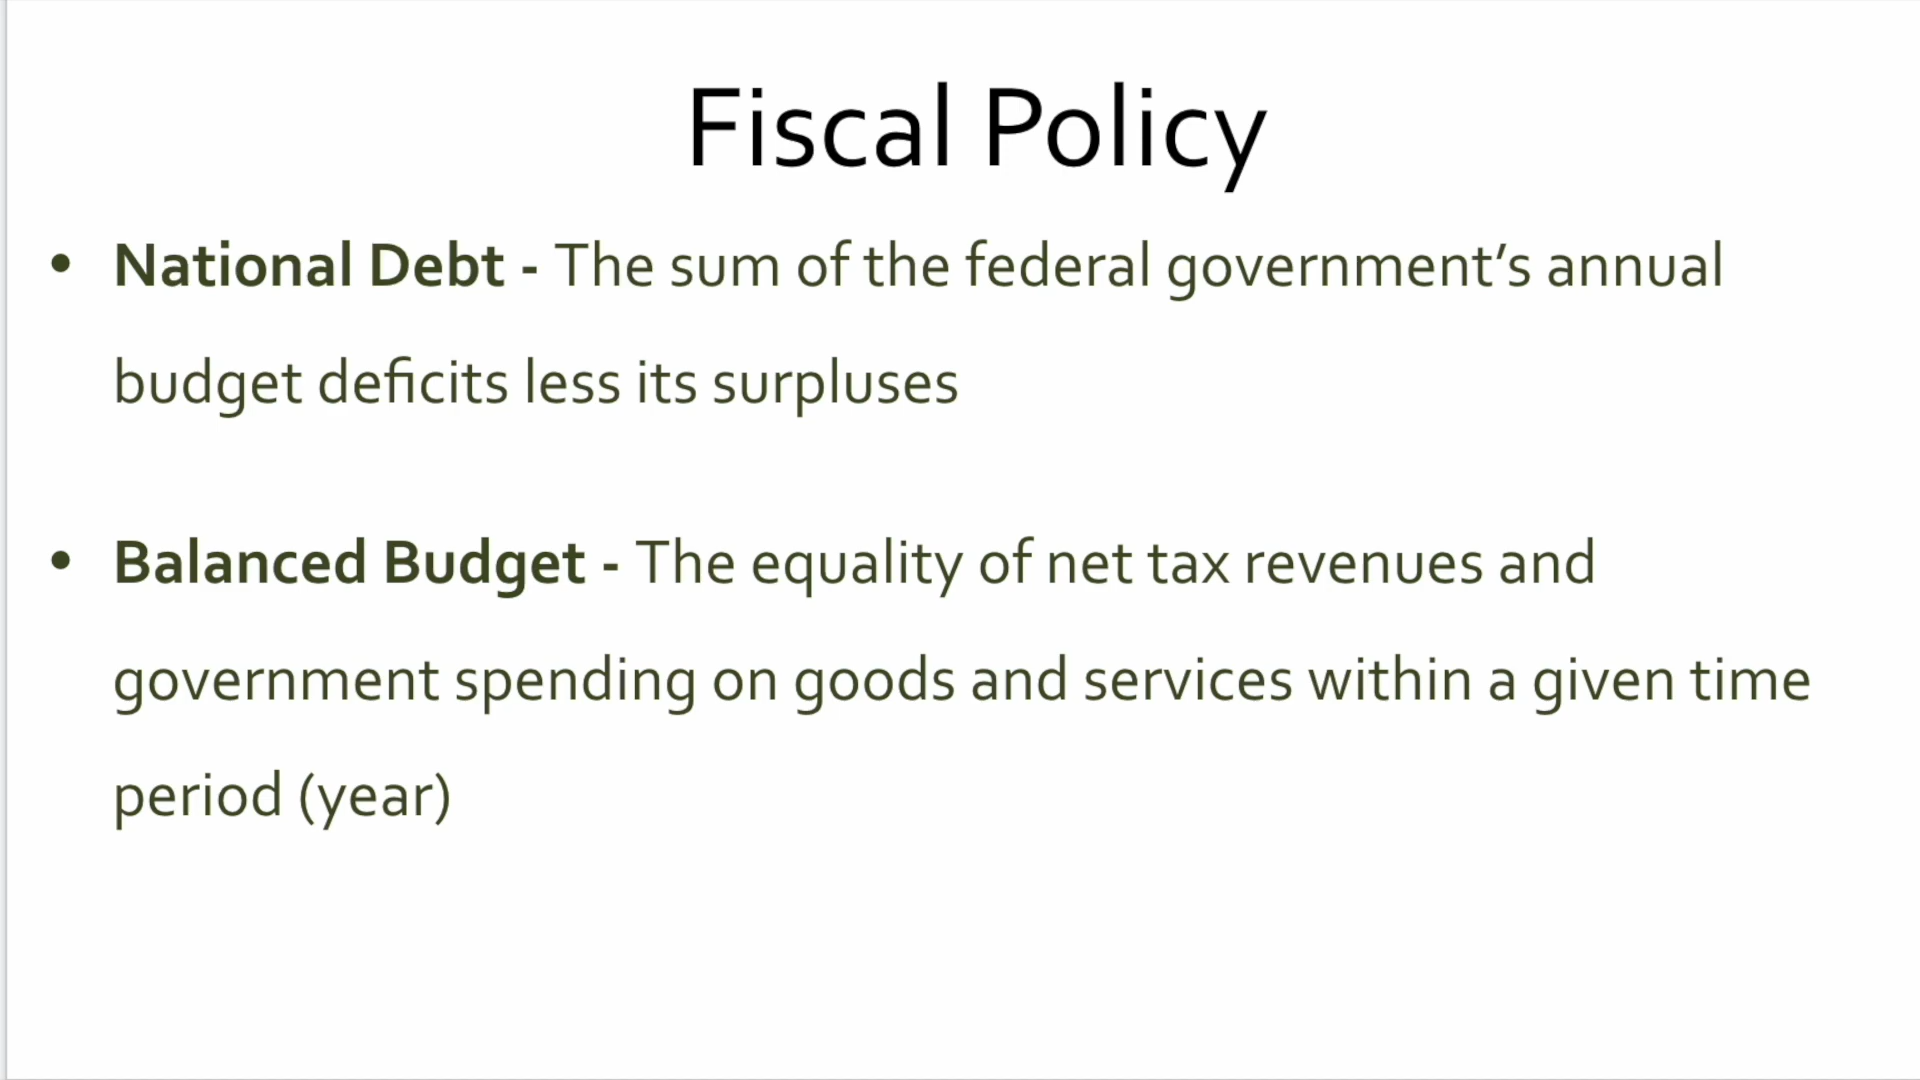 Fiscal Policy
• National Debt - The sum of the federal government’s annual
budget deficits less its surpluses
• Balanced Budget - The equality of net tax revenues and
government spending on goods and services within a given time
period (year)